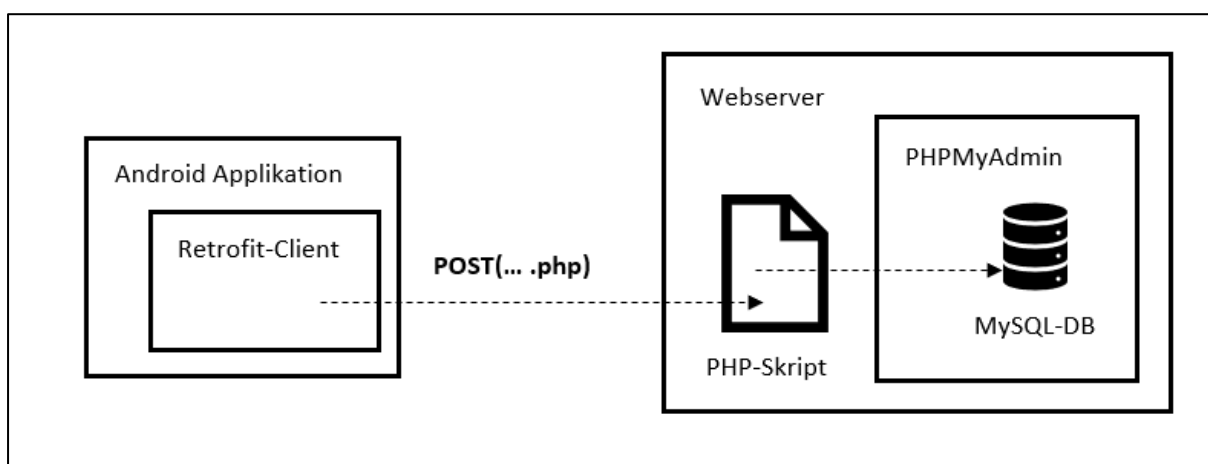 Webserver
Android Applikation
Retrofit-Client
POST(... .php)
PHPMyAdmin
MySQL-DB
PHP-Skript